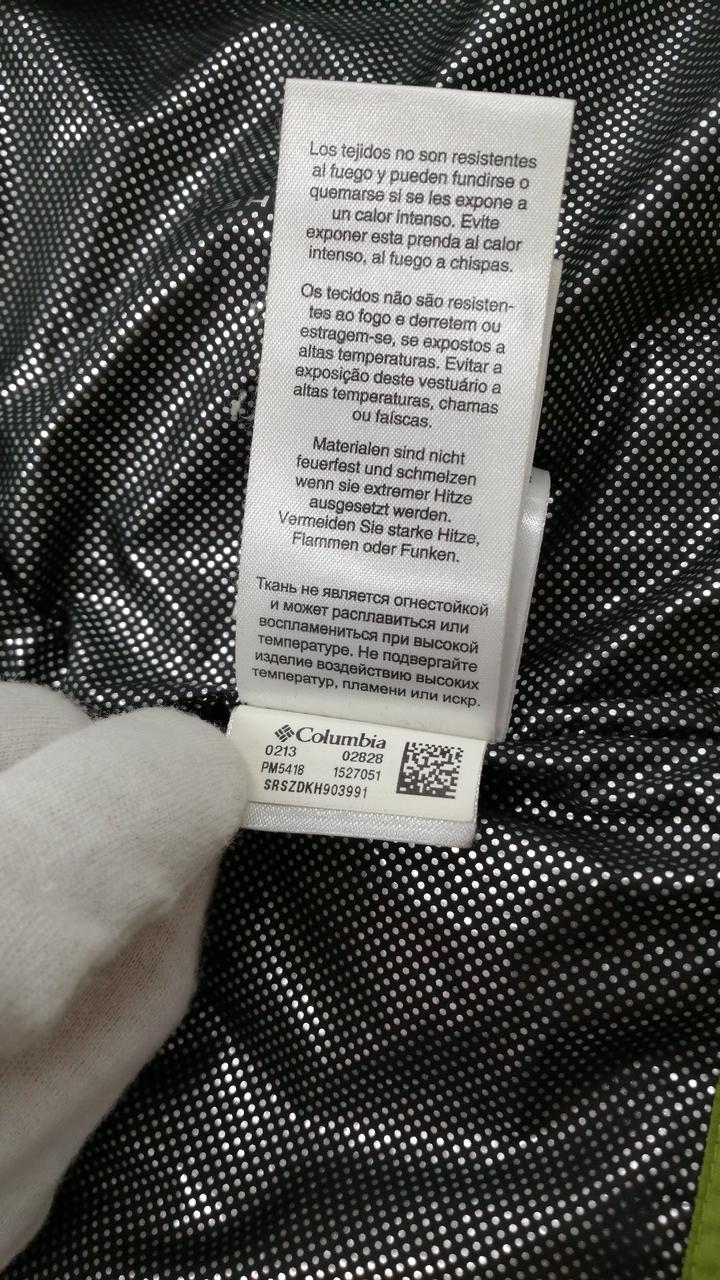 Los tejidos no son resistentes
al fuego y pueden fundirse o
quemarse si se les expone a
un calor intenso. Evite
exponer esta prenda al calor
intenso, al fuego a chispas.
Os tecidos não são resisten-
tes ao fogo e derretem ou
estragem-se, se expostos a
altas temperaturas. Evitar a
exposição deste vestuário a
altas temperaturas, chamas
ou faíscas.
Materialen sind nicht
feuerfest und schmelzen
wenn sie extremer Hitze
ausgesetzt werden.
Vermeiden Sie starke Hitze,
Flammen oder Funken.
Ткань не является огнестойкой
и может расплавиться или
воспламениться при высокой
температуре. Не подвергайте
изделие воздействию высоких
температур, пламени или искр.
Columbia
0213 02828
PM5418 1527051
SRSZDKH903991